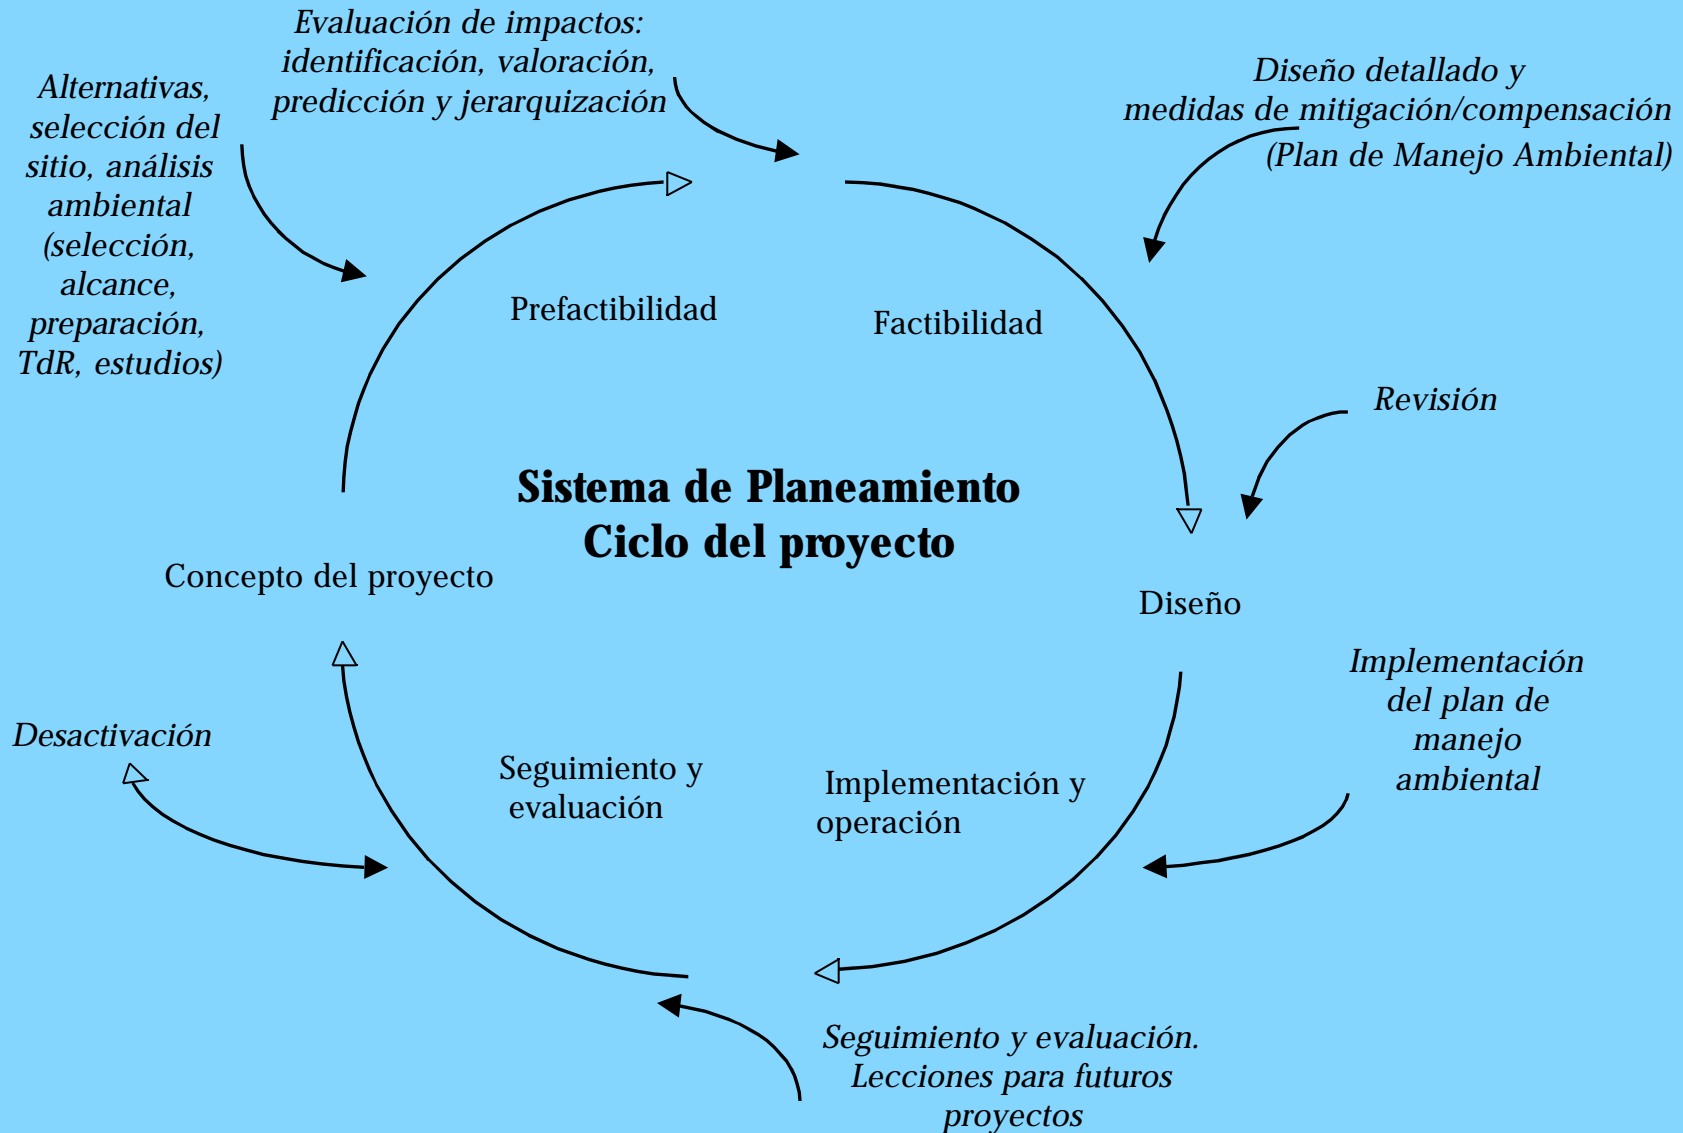 Evaluación de impactos:
identificación, valoración,
predicción y jerarquización
Alternativas,
selección del
sitio, análisis
ambiental
(selección,
alcance,
preparación,
TdR, estudios)
Diseño detallado y
medidas de mitigación/compensación
(Plan de Manejo Ambiental)
Prefactibilidad
Factibilidad
Revisión
Sistema de Planeamiento
Ciclo del proyecto
Concepto del proyecto
Diseño
Implementación
del plan de
manejo
ambiental
Desactivación
Seguimiento y
evaluación
Implementación y
operación
Seguimiento y evaluación.
Lecciones para futuros
proyectos